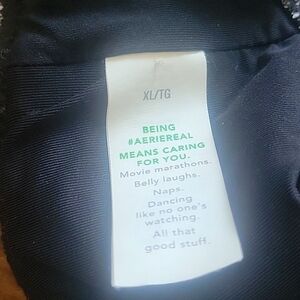 XL/TG
BEING
#AERIEREAL
MEANS CARING
FOR YOU.
Movie marathons.
Belly laughs.
Naps.
Dancing
like no one's
watching.
All that
good stuff.